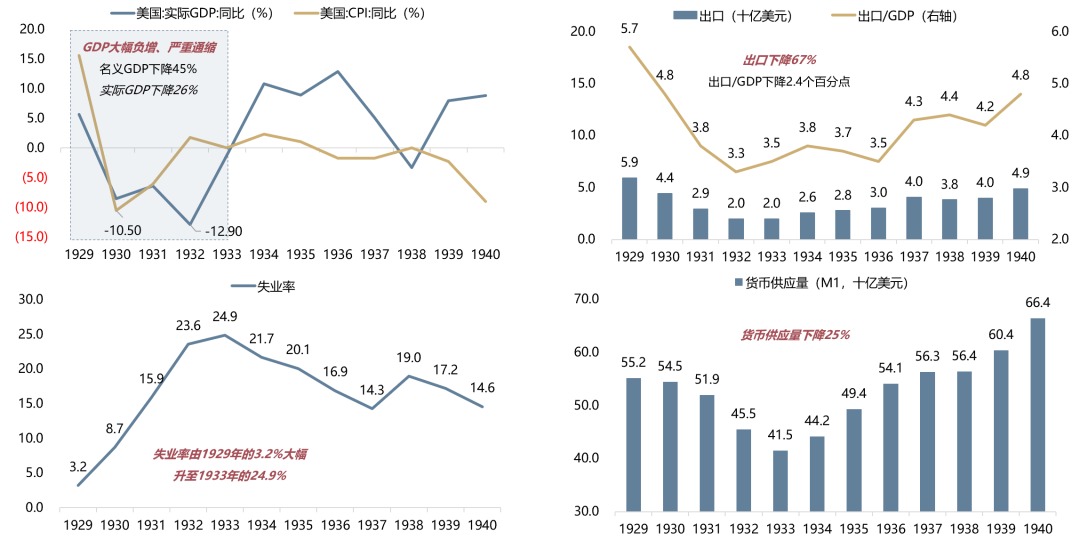 美国:实际GDP:同比（%） 美国:CPI:同比（%）
20.0
15.0
10.0
5.0
0.0
(5.0)
(10.0)
(15.0)
GDP大幅负增、严重通缩
名义GDP下降45%
实际GDP下降26%
-10.50
-12.90
1929 1930 1931 1932 1933 1934 1935 1936 1937 1938 1939 1940
出口（十亿美元） 出口/GDP（右轴）
20.0
15.0
10.0
5.0
0.0
6.0
5.0
4.0
3.0
2.0
出口下降67%
出口/GDP下降2.4个百分点
5.7 4.8 3.8 3.3 3.5 3.8 3.7 3.5 4.3 4.4 4.2 4.8
5.9 4.4 2.9 2.0 2.0 2.6 2.8 3.0 4.0 3.8 4.0 4.9
1929 1930 1931 1932 1933 1934 1935 1936 1937 1938 1939 1940
失业率
30.0
25.0
20.0
15.0
10.0
5.0
0.0
3.2 8.7 15.9 23.6 24.9 21.7 20.1 16.9 14.3 19.0 17.2 14.6
失业率由1929年的3.2%大幅
升至1933年的24.9%
1929 1930 1931 1932 1933 1934 1935 1936 1937 1938 1939 1940
货币供应量（M1，十亿美元）
70.0
60.0
50.0
40.0
30.0
货币供应量下降25%
55.2 54.5 51.9 45.5 41.5 44.2 49.4 54.1 56.3 56.4 60.4 66.4
1929 1930 1931 1932 1933 1934 1935 1936 1937 1938 1939 1940